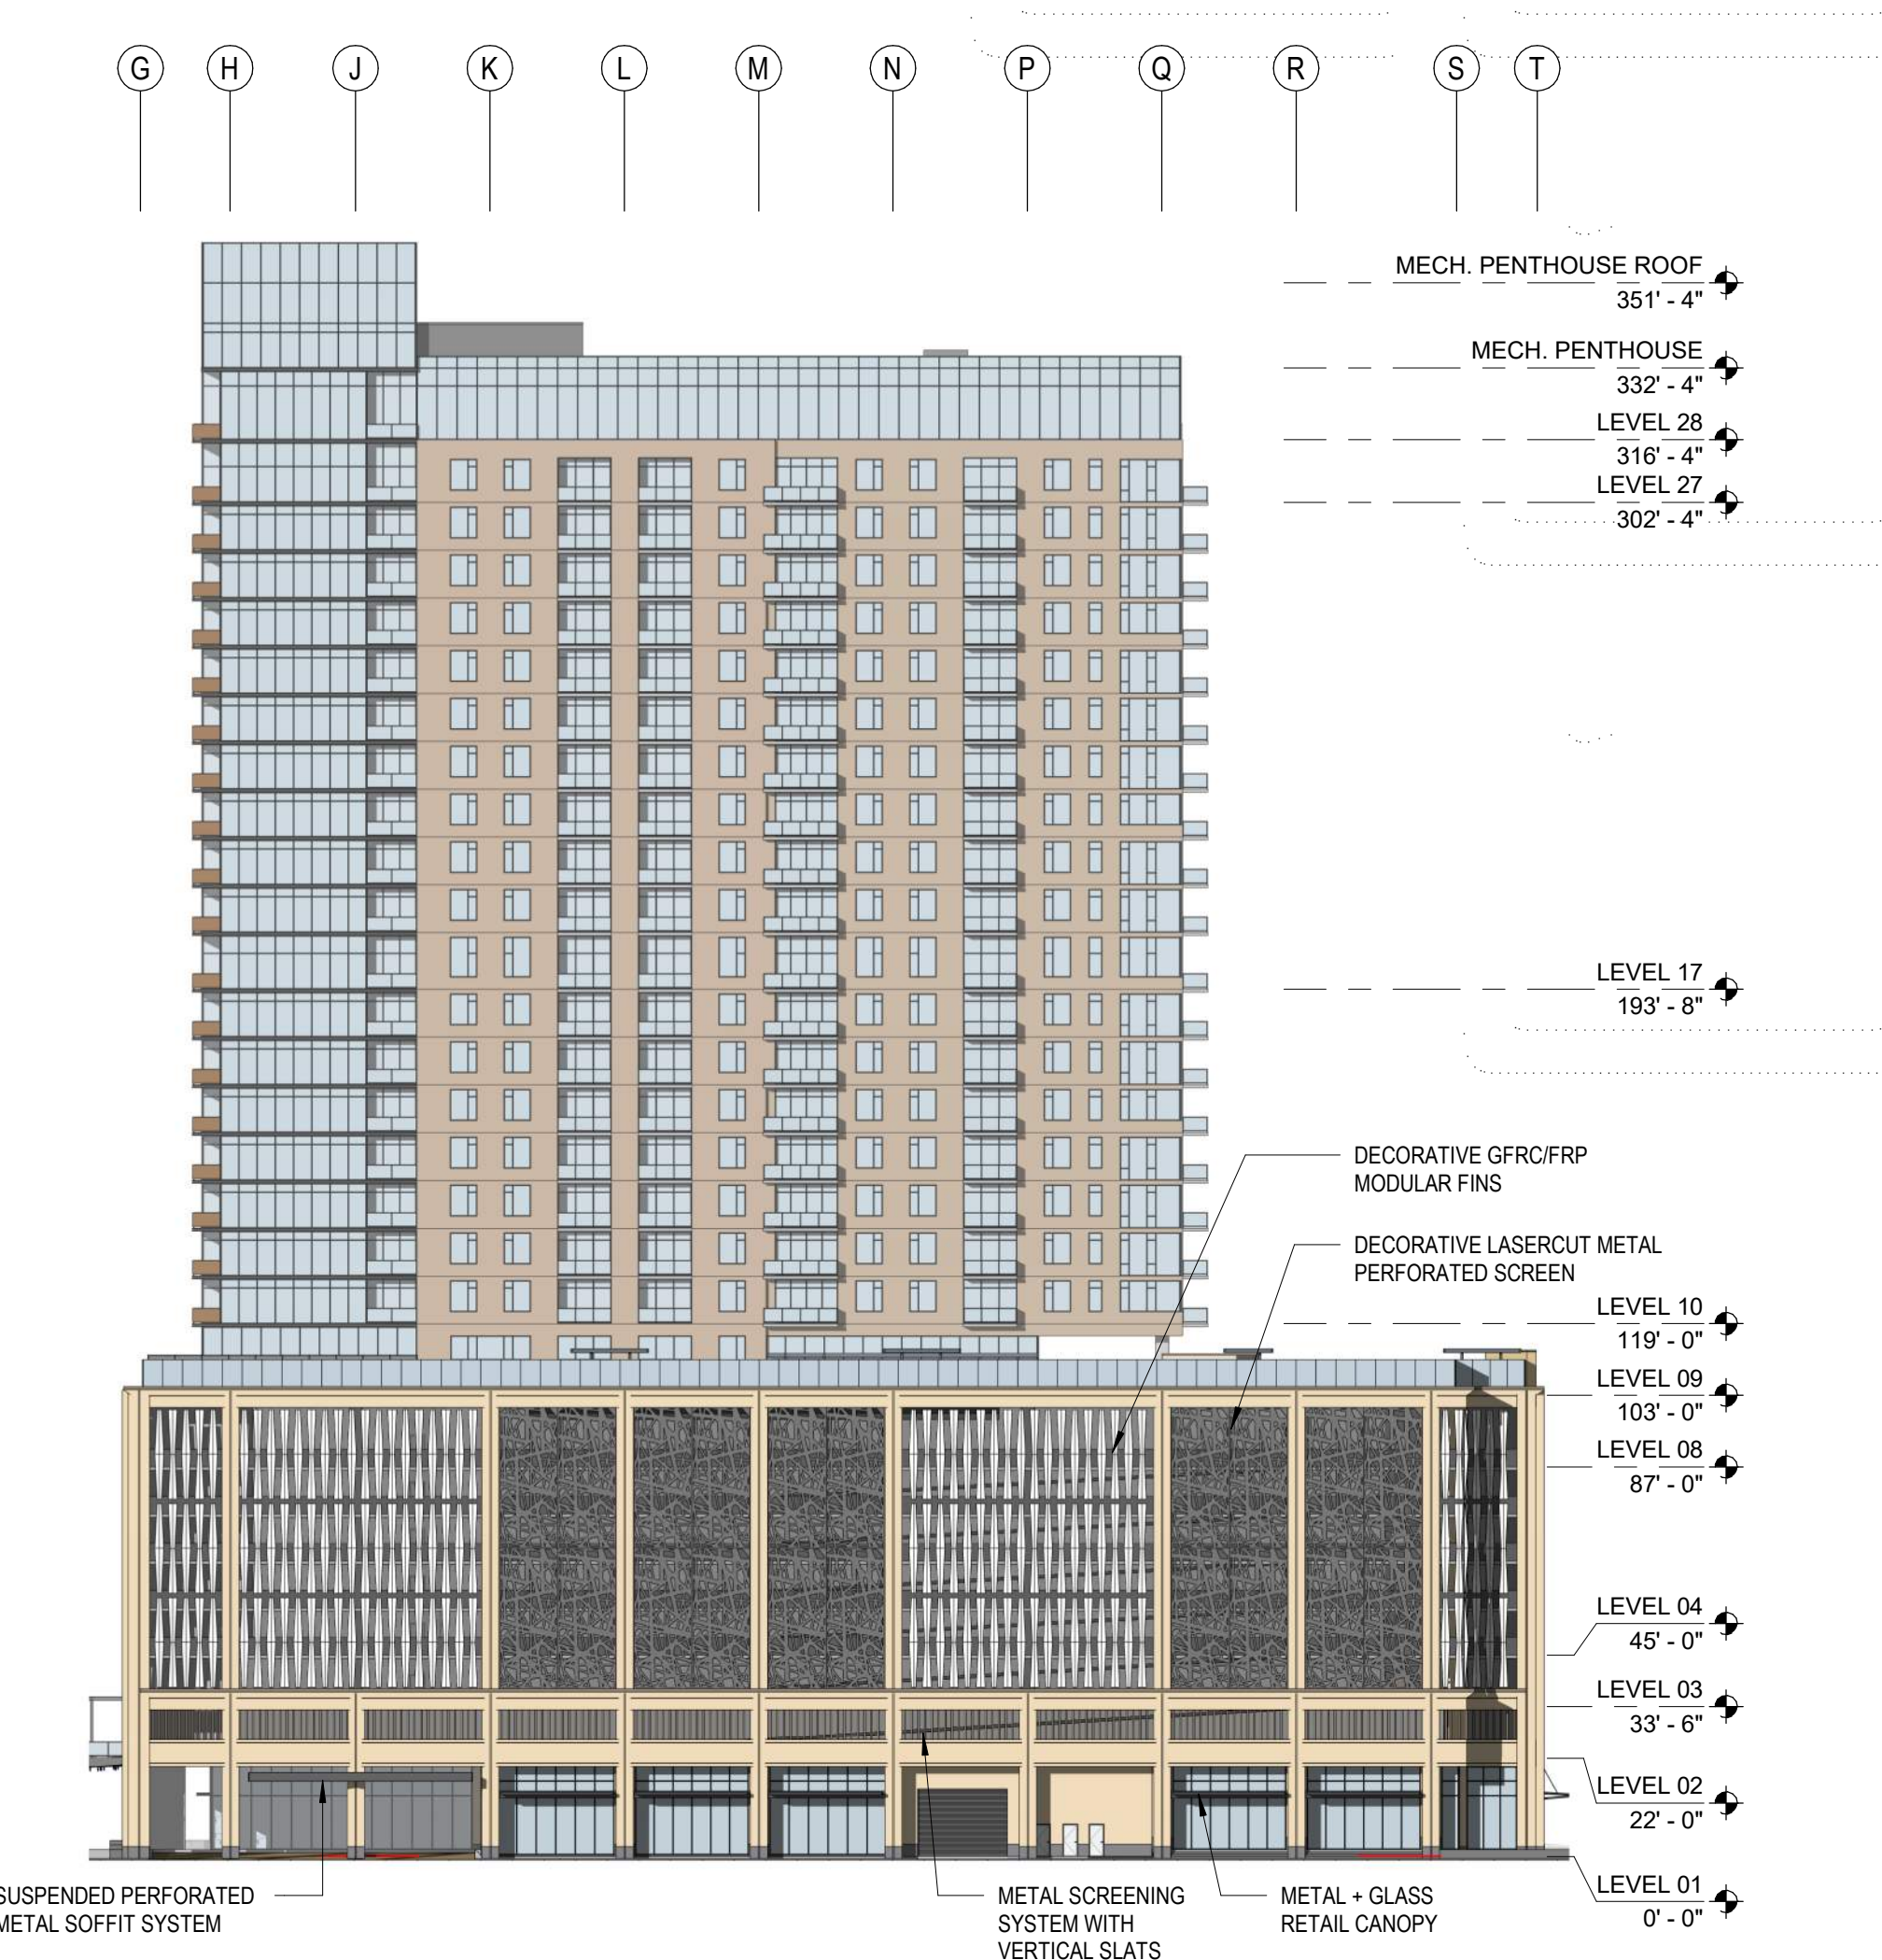 G H J K L M N P Q R S T
MECH. PENTHOUSE ROOF
351' - 4"
MECH. PENTHOUSE
332' - 4"
LEVEL 28
316' - 4"
LEVEL 27
302' - 4"
LEVEL 17
193' - 8"
DECORATIVE GFRC/FRP
MODULAR FINS
DECORATIVE LASERCUT METAL
PERFORATED SCREEN
LEVEL 10
119' - 0"
LEVEL 09
103' - 0"
LEVEL 08
87' - 0"
LEVEL 04
45' - 0"
LEVEL 03
33' - 6"
LEVEL 02
22' - 0"
LEVEL 01
0' - 0"
SUSPENDED PERFORATED
METAL SOFFIT SYSTEM
METAL SCREENING
SYSTEM WITH
VERTICAL SLATS
METAL + GLASS
RETAIL CANOPY